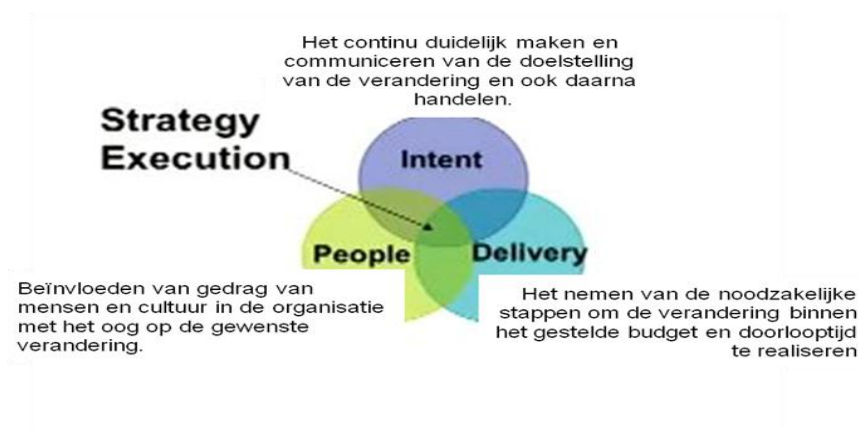 Het continu duidelijk maken en
communiceren van de doelstelling
van de verandering en ook daarna
handelen.
Strategy
Execution
Intent
People
Delivery
Beïnvloeden van gedrag van
mensen en cultuur in de organisatie
met het oog op de gewenste
verandering.
Het nemen van de noodzakelijke
stappen om de verandering binnen
het gestelde budget en doorlooptijd
te realiseren